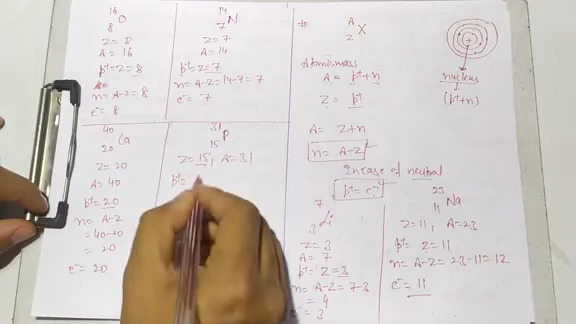 16
8 O
Z = 8
A = 16
p+ = Z = 8
n = A-Z = 8
e- = 8
14
7 N
Z = 7
A = 14
p+ = Z = 7
n = A-Z = 14-7 = 7
e- = 7
40
20 Ca
Z = 20
A = 40
p+ = 20
n = A-Z
= 40-20
= 20
e- = 20
31
15 P
Z = 15, A = 31
p+ =
#
A
Z X
nucleus
(p+ + n)
Atomic mass
A = p+ + n
Z = p+
A = Z+n
n = A-Z
In case of neutral
p+ = e-
7
3 Li
Z = 3
A = 7
p+ = Z = 3
n = A-Z = 7-3
= 4
e- = 3
23
11 Na
Z = 11, A = 23
p+ Z = 11
n = A-Z = 23-11 = 12
e- = 11